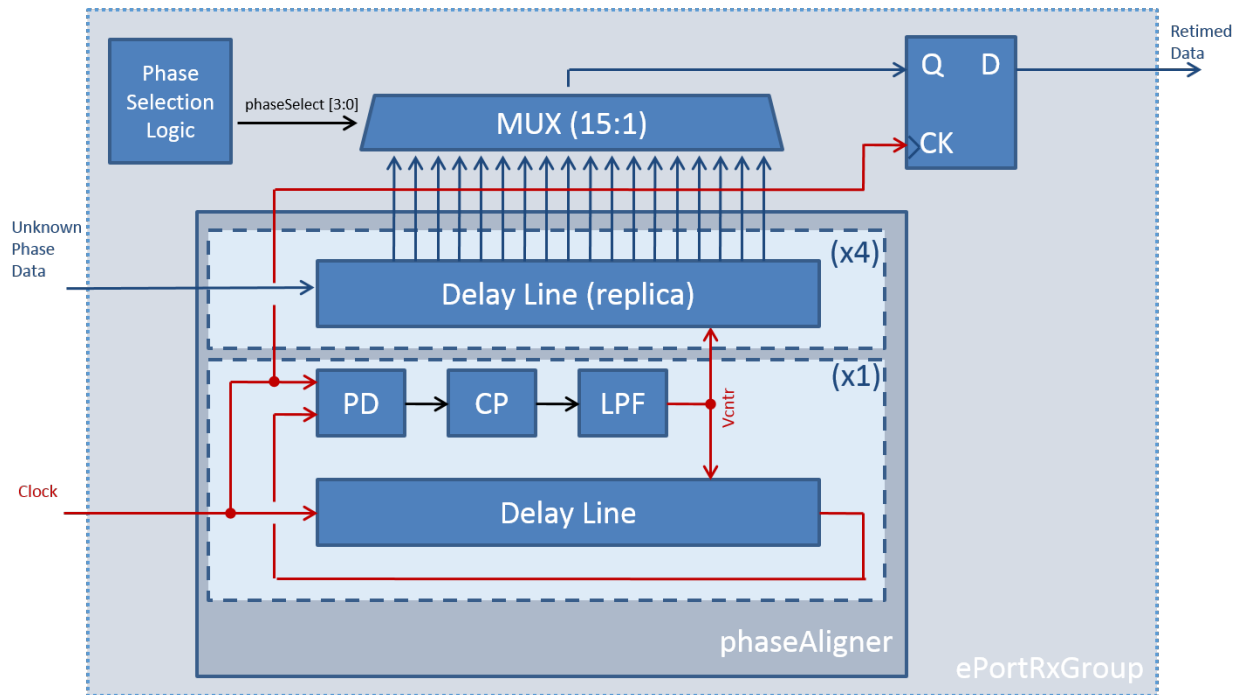 Retimed
Data
Phase
Selection
Logic
phaseSelect [3:0]
MUX (15:1)
Q D
CK
Unknown
Phase
Data
(x4)
Delay Line (replica)
(x1)
PD
CP
LPF
Vcntr
Clock
Delay Line
phaseAligner
ePortRxGroup